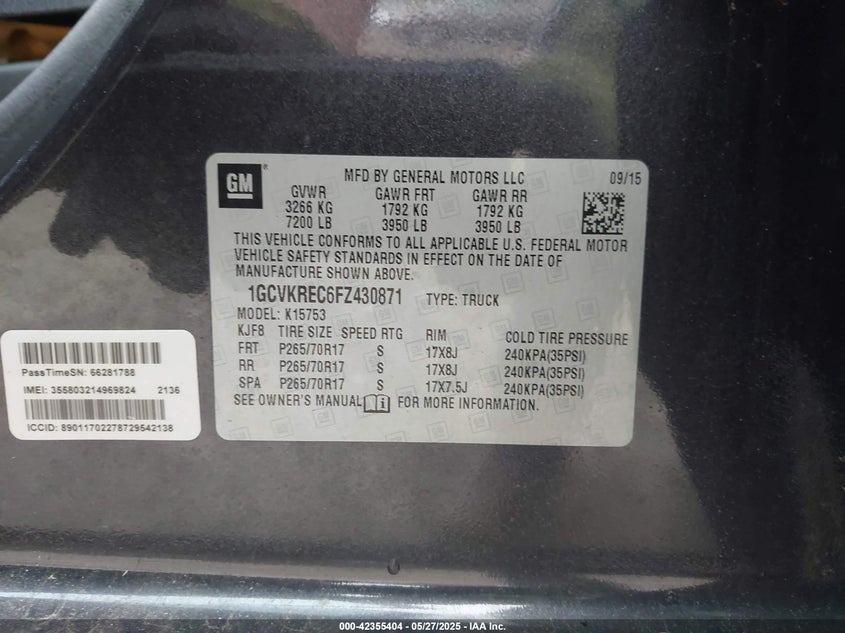 GM ®
MFD BY GENERAL MOTORS LLC 09/15
GVWR GAWR FRT GAWR RR
3266 KG 1792 KG 1792 KG
7200 LB 3950 LB 3950 LB
THIS VEHICLE CONFORMS TO ALL APPLICABLE U.S. FEDERAL MOTOR
VEHICLE SAFETY STANDARDS IN EFFECT ON THE DATE OF
MANUFACTURE SHOWN ABOVE.
1GCVKREC6FZ430871 TYPE: TRUCK
MODEL: K15753
KJF8 TIRE SIZE SPEED RTG RIM COLD TIRE PRESSURE
FRT P265/70R17 S 17X8J 240KPA(35PSI)
RR P265/70R17 S 17X8J 240KPA(35PSI)
SPA P265/70R17 S 17X7.5J 240KPA(35PSI)
SEE OWNER'S MANUAL FOR MORE INFORMATION.
PassTimeSN: 66281788
IMEI: 355803214969824 2136
ICCID: 89011702278729542138
000-42355404 - 05/27/2025 - IAA Inc.